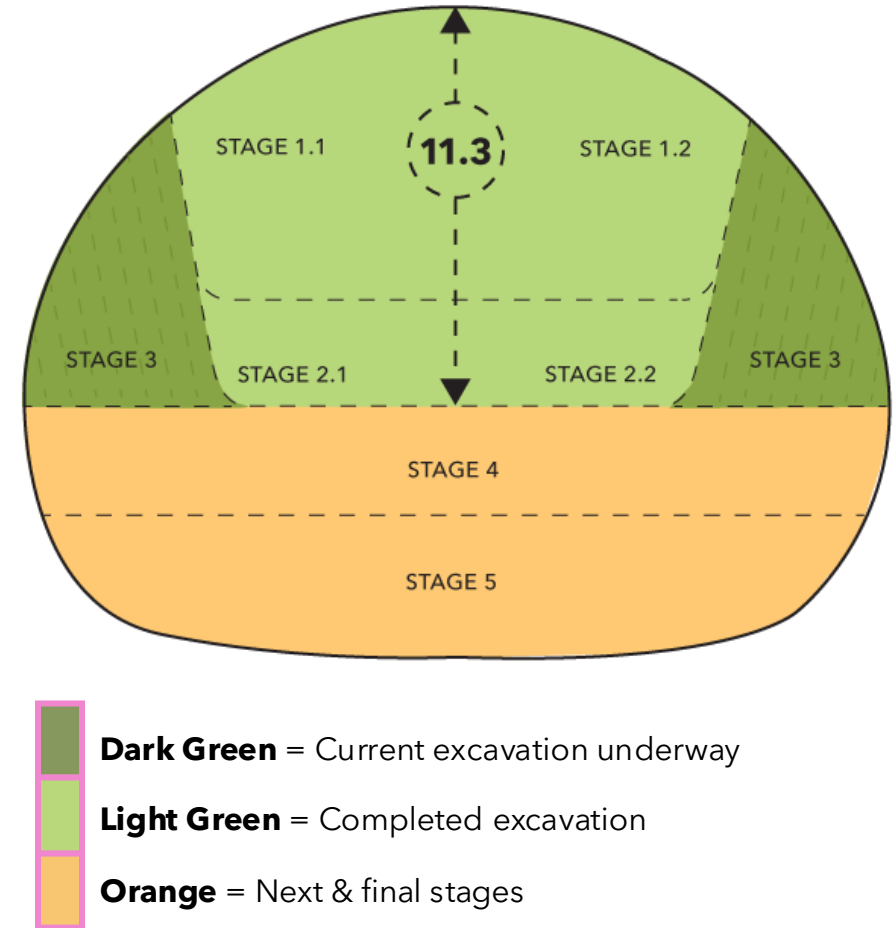 STAGE 1.1
11.3
STAGE 1.2
STAGE 3
STAGE 2.1
STAGE 2.2
STAGE 3
STAGE 4
STAGE 5
Dark Green = Current excavation underway
Light Green = Completed excavation
Orange = Next & final stages